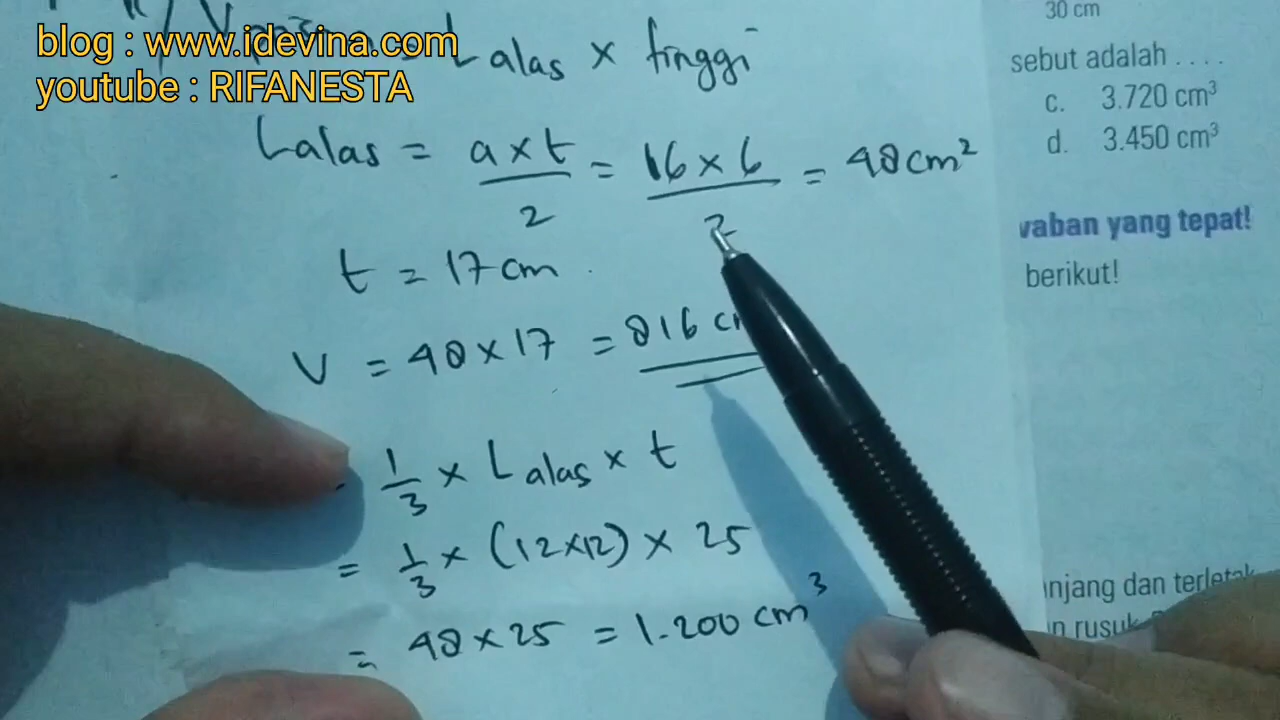 blog : www.idevina.com
youtube : RIFANESTA
= Lalas × tinggi
Lalas = a × t / 2 = 16 × 6 / 2 = 48 cm²
t = 17 cm
V = 48 × 17 = 816
1/3 × Lalas × t
= 1/3 × (12×12) × 25
= 48 × 25 = 1.200 cm³
30 cm
sebut adalah . . . .
c. 3.720 cm³
d. 3.450 cm³
vaban yang tepat!
berikut!
njang dan terletak
n rusuk